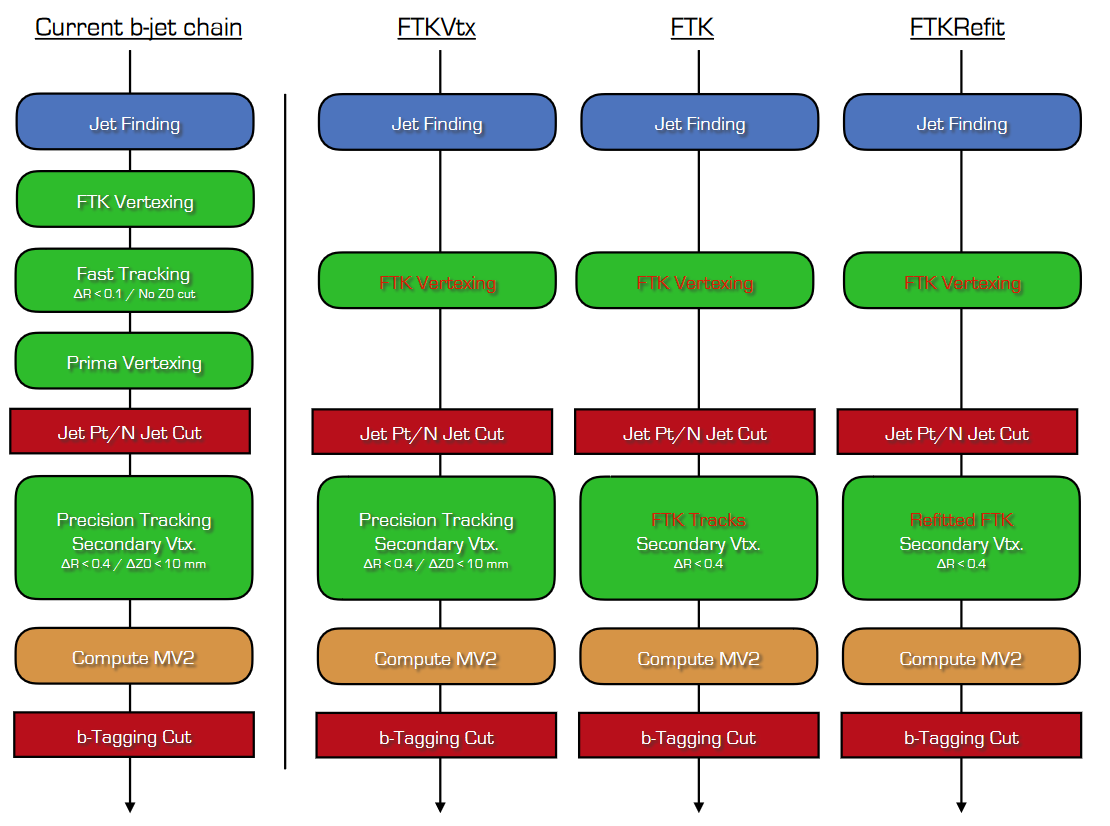 Current b-jet chain
Jet Finding
FTK Vertexing
Fast Tracking
ΔR < 0.1 / No Z0 cut
Prima Vertexing
Jet Pt/N Jet Cut
Precision Tracking
Secondary Vtx.
ΔR < 0.4 / ΔZ0 < 10 mm
Compute MV2
b-Tagging Cut
FTKVtx
Jet Finding
FTK Vertexing
Jet Pt/N Jet Cut
Precision Tracking
Secondary Vtx.
ΔR < 0.4 / ΔZ0 < 10 mm
Compute MV2
b-Tagging Cut
FTK
Jet Finding
FTK Vertexing
Jet Pt/N Jet Cut
FTK Tracks
Secondary Vtx.
ΔR < 0.4
Compute MV2
b-Tagging Cut
FTKRefit
Jet Finding
FTK Vertexing
Jet Pt/N Jet Cut
Refitted FTK
Secondary Vtx.
ΔR < 0.4
Compute MV2
b-Tagging Cut